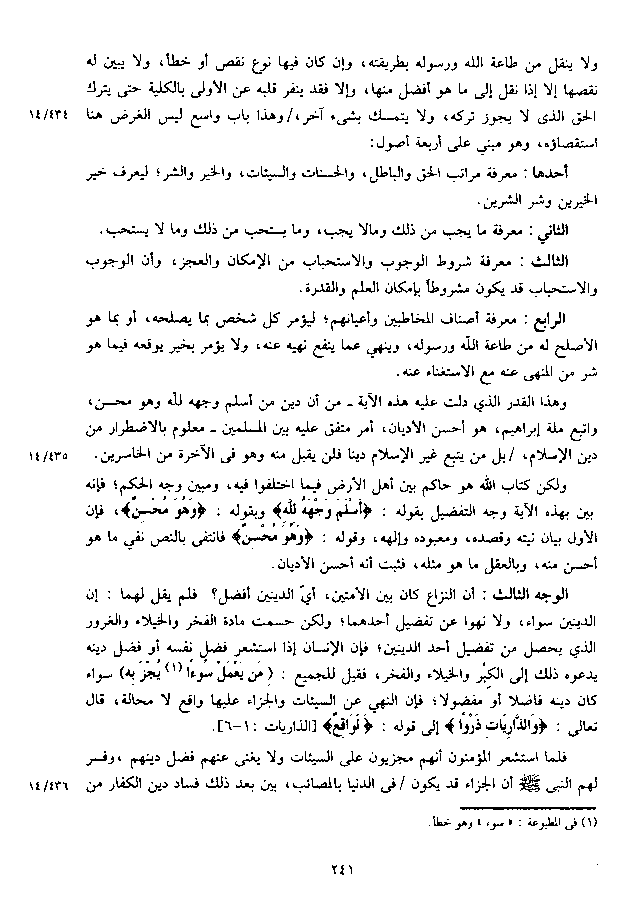 ولا ينقل من طاعة الله ورسوله بطريقته، وإن كان فيها نوع نقص أو خطأ، ولا يبين له
نقصها إلا إذا نقل إلى ما هو أفضل منها، وإلا فقد ينفر قلبه عن الأولى بالكلية حتى يترك
الحق الذى لا يجوز تركه، ولا يتمسك بشىء آخر،/ وهذا باب واسع ليس الغرض هنا ١٤/٤٣٤
استقصاؤه، وهو مبني على أربعة أصول:
أحدها : معرفة مراتب الحق والباطل، والحسنات والسيئات، والخير والشر؛ ليعرف خير
الخيرين وشر الشرين.
الثاني : معرفة ما يجب من ذلك ومالا يجب، وما يستحب من ذلك وما لا يستحب.
الثالث : معرفة شروط الوجوب والاستحباب من الإمكان والعجز، وأن الوجوب
والاستحباب قد يكون مشروطاً بإمكان العلم والقدرة.
الرابع : معرفة أصناف المخاطبين وأعيانهم؛ ليؤمر كل شخص بما يصلحه، أو بما هو
الأصلح له من طاعة الله ورسوله، وينهي عما ينفع نهيه عنه، ولا يؤمر بخير يوقعه فيما هو
شر من المنهى عنه مع الاستغناء عنه.
وهذا القدر الذي دلت عليه هذه الآية ـ من أن دين من أسلم وجهه لله وهو محسن،
واتبع ملة إبراهيم، هو أحسن الأديان، أمر متفق عليه بين المسلمين ـ معلوم بالاضطرار من
دين الإسلام، /بل من يتبع غير الإسلام دينا فلن يقبل منه وهو فى الآخرة من الخاسرين. ١٤/٤٣٥
ولكن كتاب الله هو حاكم بين أهل الأرض فيما اختلفوا فيه، ومبين وجه الحكم؛ فإنه
بين بهذه الآية وجه التفضيل بقوله : ﴿أَسْلَمَ وَجْهَهُ لِلَّهِ﴾ وبقوله : ﴿وَهُوَ مُحْسِنٌ﴾، فإن
الأول بيان نيته وقصده، ومعبوده وإلهه، وقوله : ﴿وَهُوَ مُحْسِنٌ﴾ فانتفى بالنص نفي ما هو
أحسن منه، وبالعقل ما هو مثله، فثبت أنه أحسن الأديان.
الوجه الثالث : أن النزاع كان بين الأمتين، أيّ الدينين أفضل؟ فلم يقل لهما : إن
الدينين سواء، ولا نهوا عن تفضيل أحدهما؛ ولكن حسمت مادة الفخر والخيلاء والغرور
الذي يحصل من تفضيل أحد الدينين؛ فإن الإنسان إذا استشعر فضل نفسه أو فضل دينه
يدعوه ذلك إلى الكِبْر والخيلاء والفخر، فقيل للجميع : ﴿مَن يَعْمَلْ سُوءًا (١) يُجْزَ بِهِ﴾ سواء
كان دينه فاضلا أو مفضولا؛ فإن النهي عن السيئات والجزاء عليها واقع لا محالة، قال
تعالي : ﴿وَالذَّارِيَاتِ ذَرْوًا﴾ إلى قوله : ﴿لَوَاقِعٌ﴾ [الذاريات : ١-٦].
فلما استشعر المؤمنون أنهم مجزيون على السيئات ولا يغنى عنهم فضل دينهم، وفسر
لهم النبي ﷺ أن الجزاء قد يكون / فى الدنيا بالمصائب، بين بعد ذلك فساد دين الكفار من ١٤/٤٣٦
(١) فى المطبوعة : « سوء » وهو خطأ.
٢٤١